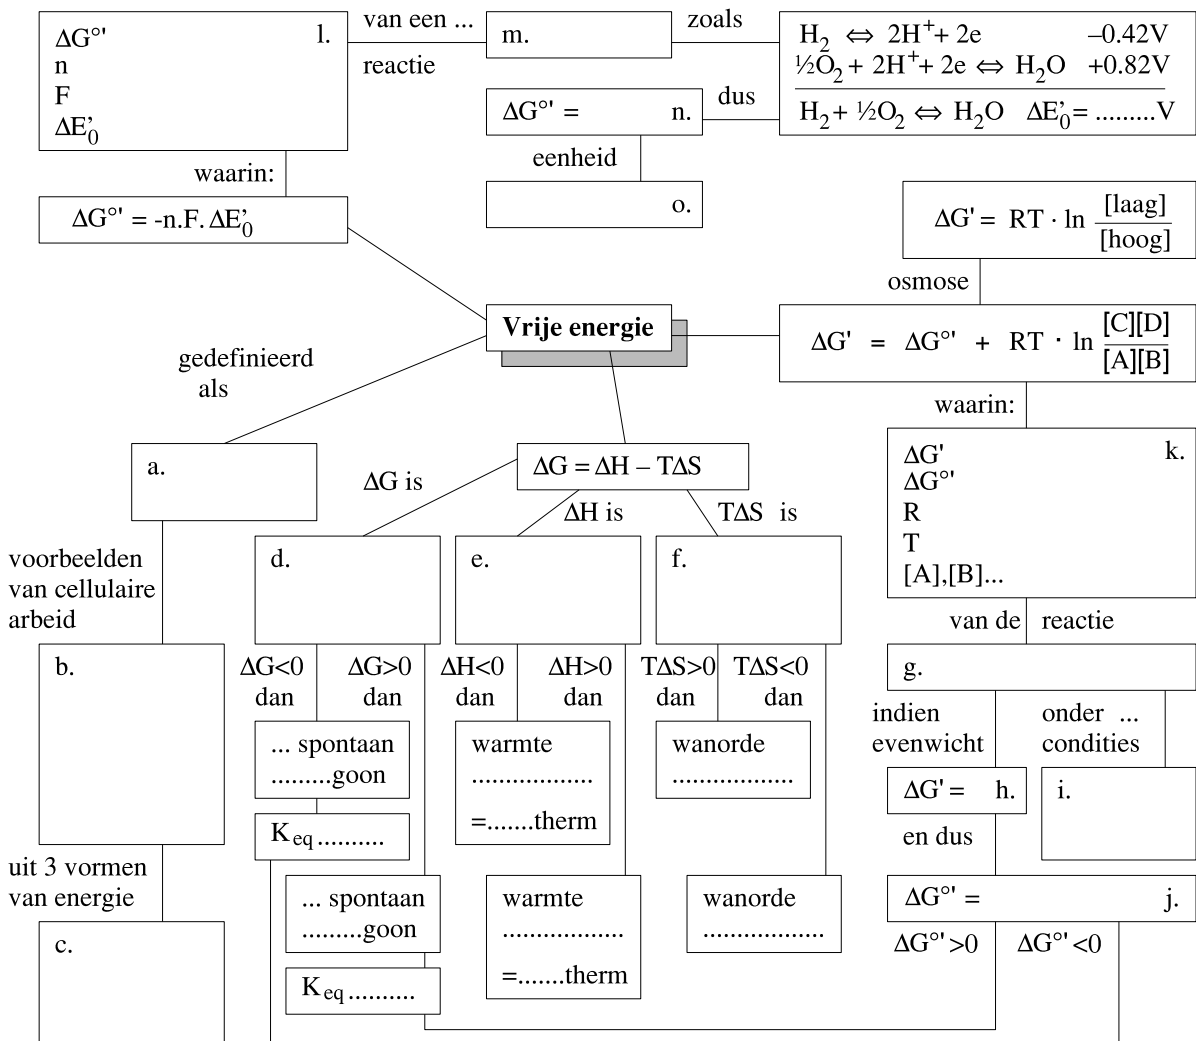 ΔG°' l.
n
F
ΔE'₀
van een ...
reactie
m.
zoals
H₂ ⇔ 2H⁺+ 2e –0.42V
½O₂ + 2H⁺+ 2e ⇔ H₂O +0.82V
H₂ + ½O₂ ⇔ H₂O ΔE'₀ = .........V
dus
ΔG°' = n.
eenheid
o.
waarin:
ΔG°' = -n.F. ΔE'₀
ΔG' = RT · ln [laag]
[hoog]
osmose
Vrije energie
ΔG' = ΔG°' + RT · ln [C][D]
[A][B]
gedefinieerd
als
waarin:
a.
ΔG = ΔH – TΔS
ΔG is
ΔH is
TΔS is
ΔG' k.
ΔG°'
R
T
[A],[B]...
voorbeelden
van cellulaire
arbeid
d.
e.
f.
van de reactie
b.
g.
ΔG<0
dan
ΔG>0
dan
ΔH<0
dan
ΔH>0
dan
TΔS>0
dan
TΔS<0
dan
indien
evenwicht
onder ...
condities
... spontaan
.........goon
warmte
..................
=.......therm
wanorde
..................
ΔG' = h.
i.
K eq ..........
en dus
uit 3 vormen
van energie
... spontaan
.........goon
warmte
..................
=.......therm
wanorde
..................
ΔG°' = j.
c.
K eq ..........
ΔG°' >0
ΔG°' <0